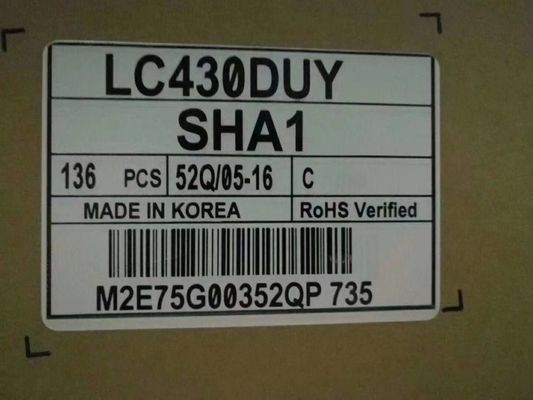 LC430DUY
SHA1
136 PCS 52Q/05-16 C
MADE IN KOREA RoHS Verified
M2E75G00352QP 735